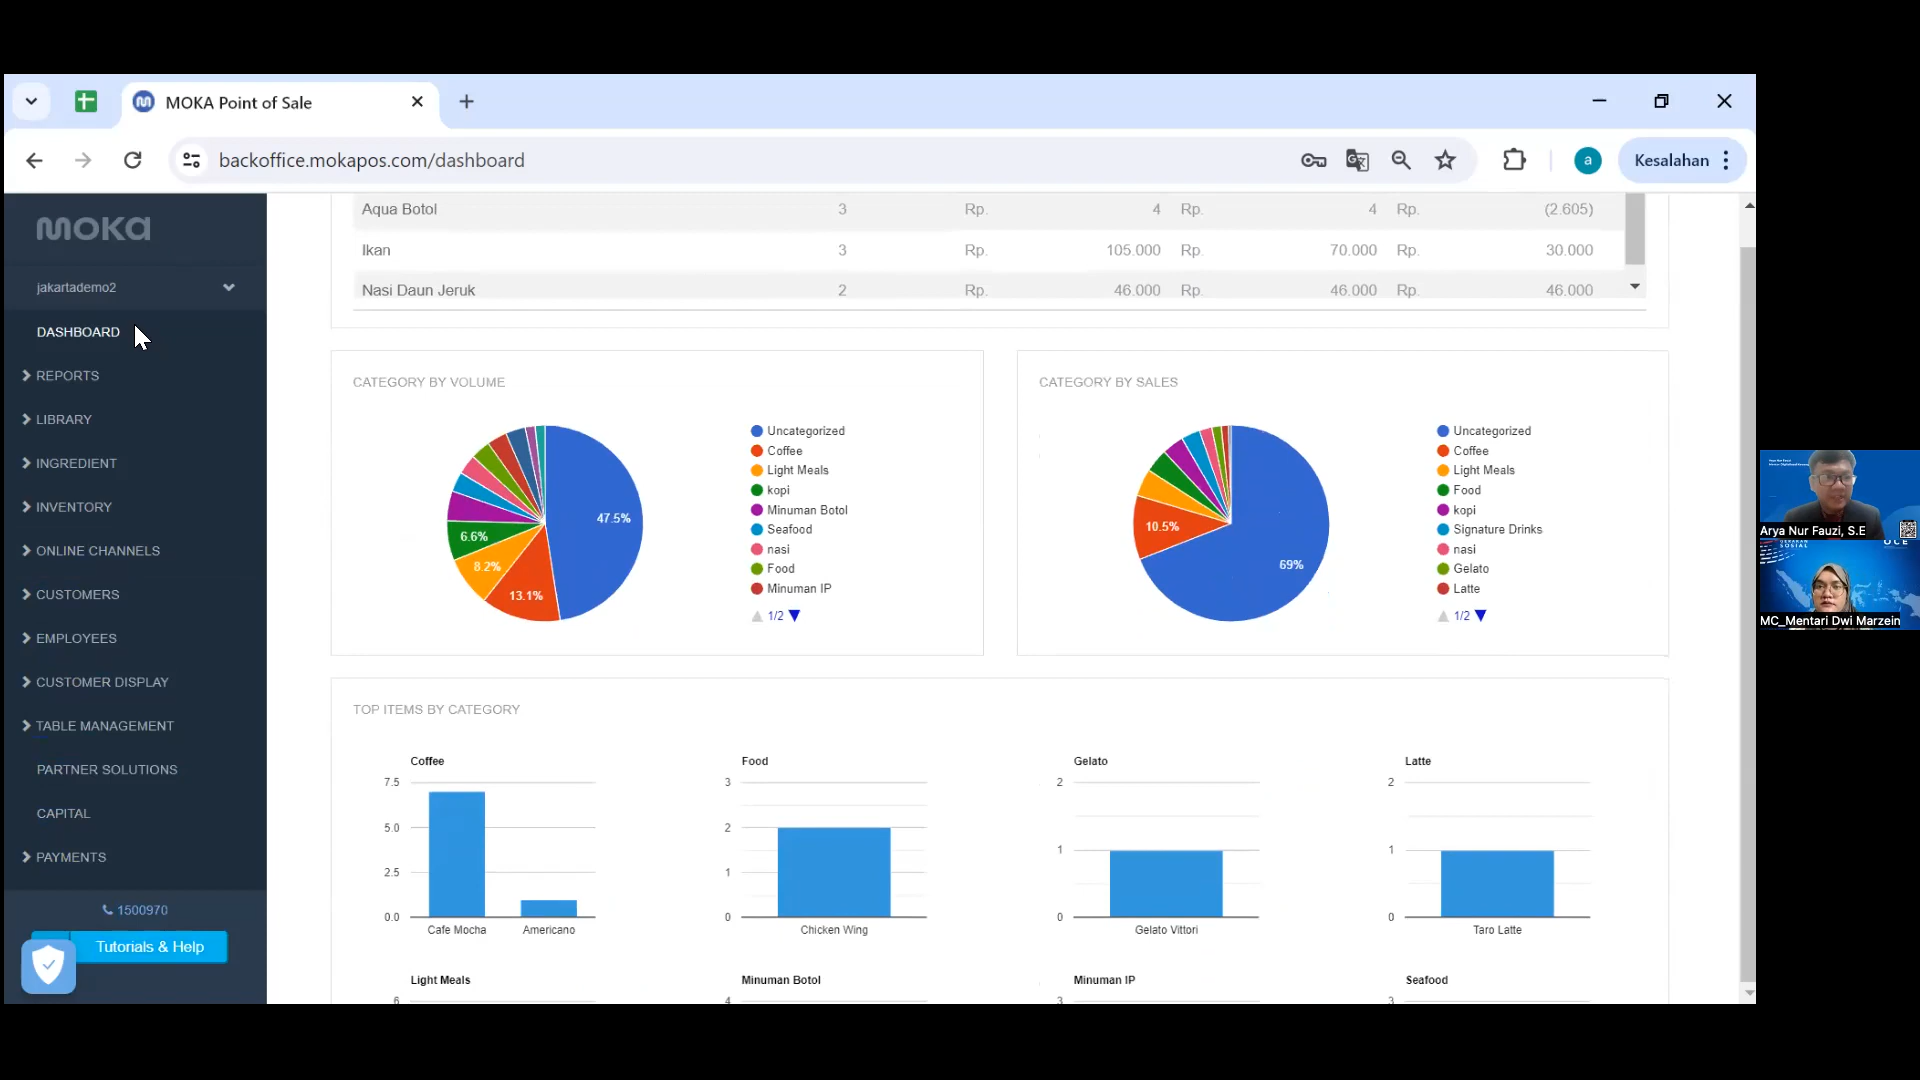 MOKA Point of Sale
backoffice.mokapos.com/dashboard
a
Kesalahan
MOKA
jakartademo2
DASHBOARD
REPORTS
LIBRARY
INGREDIENT
INVENTORY
ONLINE CHANNELS
CUSTOMERS
EMPLOYEES
CUSTOMER DISPLAY
TABLE MANAGEMENT
PARTNER SOLUTIONS
CAPITAL
PAYMENTS
1500970
Tutorials & Help
Aqua Botol 3 Rp. 4 Rp. 4 Rp. (2.605)
Ikan 3 Rp. 105.000 Rp. 70.000 Rp. 30.000
Nasi Daun Jeruk 2 Rp. 46.000 Rp. 46.000 Rp. 46.000
CATEGORY BY VOLUME
47.5%
13.1%
8.2%
6.6%
Uncategorized
Coffee
Light Meals
kopi
Minuman Botol
Seafood
nasi
Food
Minuman IP
1/2
CATEGORY BY SALES
69%
10.5%
Uncategorized
Coffee
Light Meals
Food
kopi
Signature Drinks
nasi
Gelato
Latte
1/2
TOP ITEMS BY CATEGORY
Coffee
7.5
5.0
2.5
0.0
Cafe Mocha Americano
Food
3
2
1
0
Chicken Wing
Gelato
2
1
0
Gelato Vittori
Latte
2
1
0
Taro Latte
Light Meals
6
Minuman Botol
4
Minuman IP
3
Seafood
3
Arya Nur Fauzi, S.E
SOSIAL
OCE
MC_Mentari Dwi Marzein